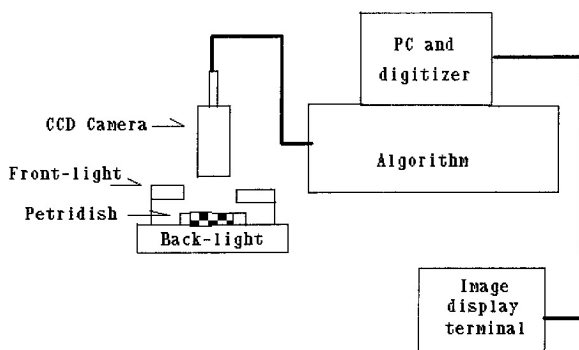 PC and
digitizer
CCD Camera
Algorithm
Front-light
Petridish
Back-light
Image
display
terminal